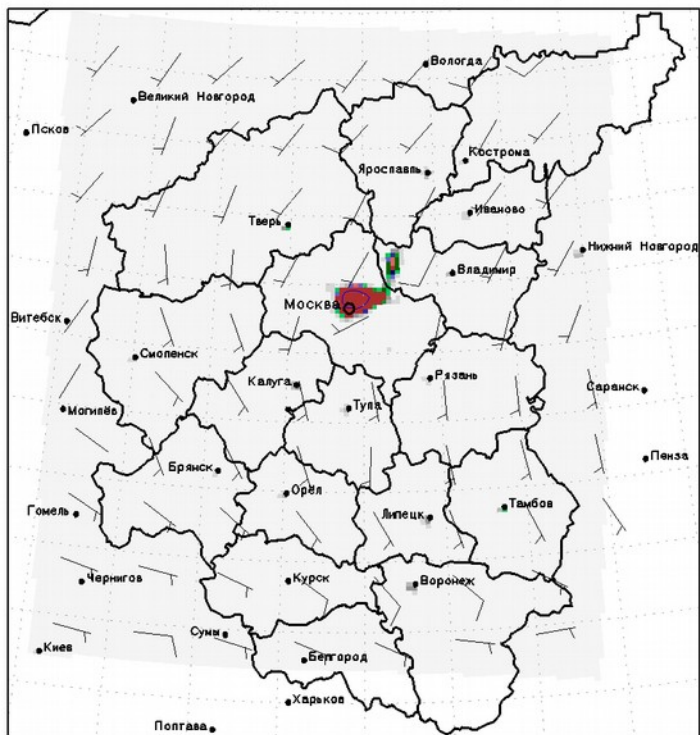 Вологда
Великий Новгород
Псков
Кострома
Ярославль
Иваново
Тверь
Нижний Новгород
Владимир
Москва
Витебск
Смоленск
Калуга
Рязань
Саранск
Тула
Могилёв
Пенза
Брянск
Орёл
Тамбов
Гомель
Липецк
Чернигов
Курск
Воронеж
Сумы
Киев
Белгород
Харьков
Полтава